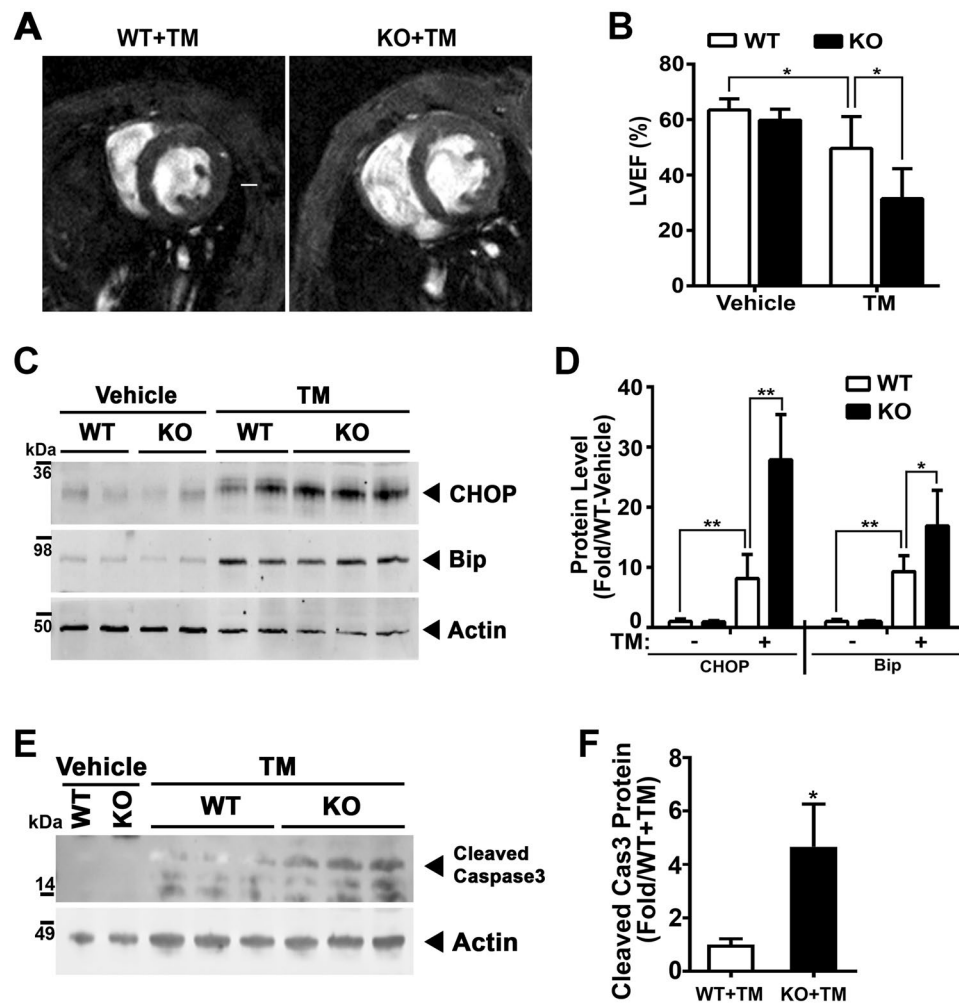 A
WT+TM KO+TM
B
WT KO
* *
LVEF (%)
80
60
40
20
0
Vehicle TM
C
Vehicle TM
WT KO WT KO
kDa
36
CHOP
98
Bip
50
Actin
D
WT
KO
Protein Level
(Fold/WT-Vehicle)
40
30
20
10
0
**
** ** *
TM: - + - +
CHOP Bip
E
Vehicle TM
WT KO WT KO
kDa
Cleaved
Caspase3
14
49
Actin
F
Cleaved Cas3 Protein
(Fold/WT+TM)
8
6
4
2
0
*
WT+TM KO+TM